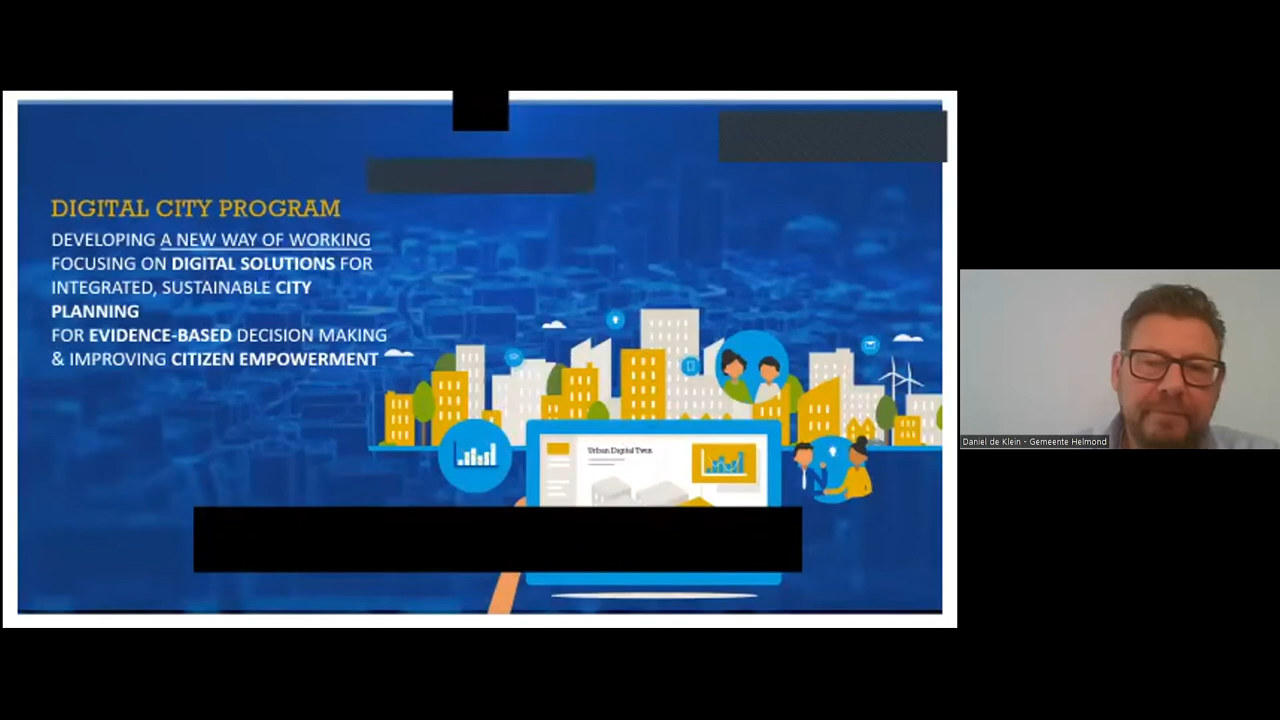 DIGITAL CITY PROGRAM
DEVELOPING A NEW WAY OF WORKING
FOCUSING ON DIGITAL SOLUTIONS FOR
INTEGRATED, SUSTAINABLE CITY
PLANNING
FOR EVIDENCE-BASED DECISION MAKING
& IMPROVING CITIZEN EMPOWERMENT
Urban Digital Twin
Daniel de Klein - Gemeente Helmond